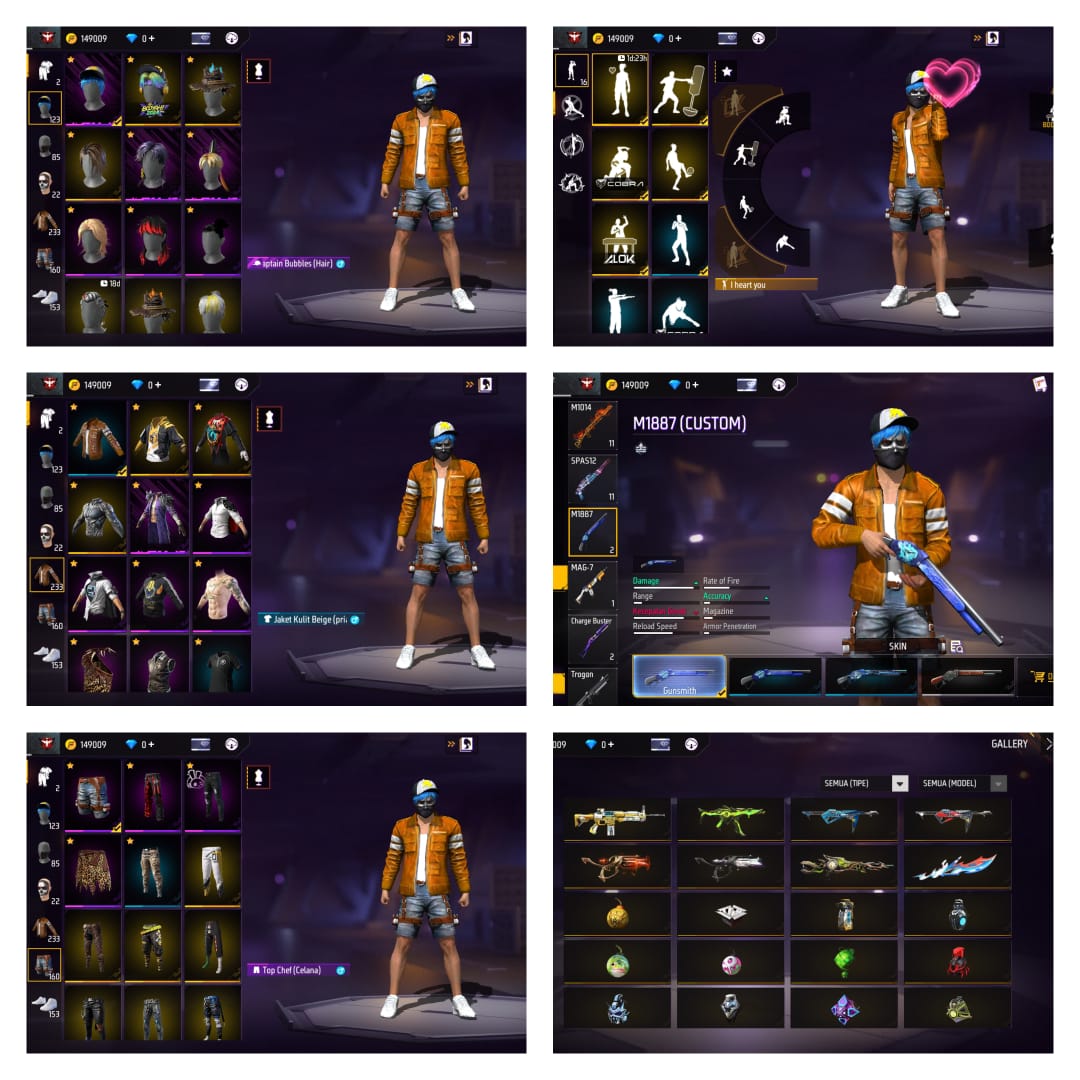 149009
0 +
2
123
85
22
233
160
153
BOOYAH!
18d
aptain Bubbles (Hair)
149009
0 +
1d:23h
16
COBRA
ALOK
I heart you
149009
0 +
2
123
85
22
233
160
153
Jaket Kulit Beige (pri
149009
0 +
M1014
11
SPAS12
11
M1887
2
MAG-7
1
Charge Buster
2
Trogon
M1887 (CUSTOM)
Damage
Rate of Fire
Range
Accuracy
Magazine
Reload Speed
Armor Penetration
SKIN
Gunsmith
149009
0 +
2
123
85
22
233
160
153
Top Chef (Celana)
009
0 +
GALLERY
SEMUA (TIPE)
SEMUA (MODEL)